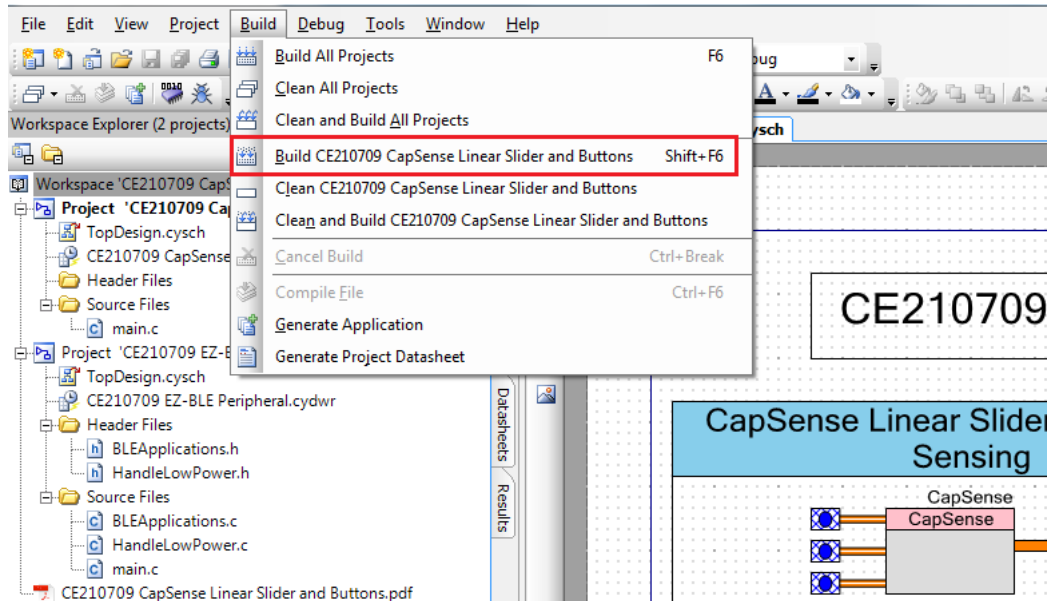 File Edit View Project Build Debug Tools Window Help
Build All Projects F6
Clean All Projects
Clean and Build All Projects
Build CE210709 CapSense Linear Slider and Buttons Shift+F6
Clean CE210709 CapSense Linear Slider and Buttons
Clean and Build CE210709 CapSense Linear Slider and Buttons
Cancel Build Ctrl+Break
Compile File Ctrl+F6
Generate Application
Generate Project Datasheet
bug
A
Workspace Explorer (2 projects)
ysch
Workspace 'CE210709 CapS
Project 'CE210709 Ca
TopDesign.cysch
CE210709 CapSense
Header Files
Source Files
main.c
Project 'CE210709 EZ-B
TopDesign.cysch
CE210709 EZ-BLE Peripheral.cydwr
Header Files
BLEApplications.h
HandleLowPower.h
Source Files
BLEApplications.c
HandleLowPower.c
main.c
CE210709 CapSense Linear Slider and Buttons.pdf
Datasheets
Results
CE210709
CapSense Linear Slider
Sensing
CapSense
CapSense